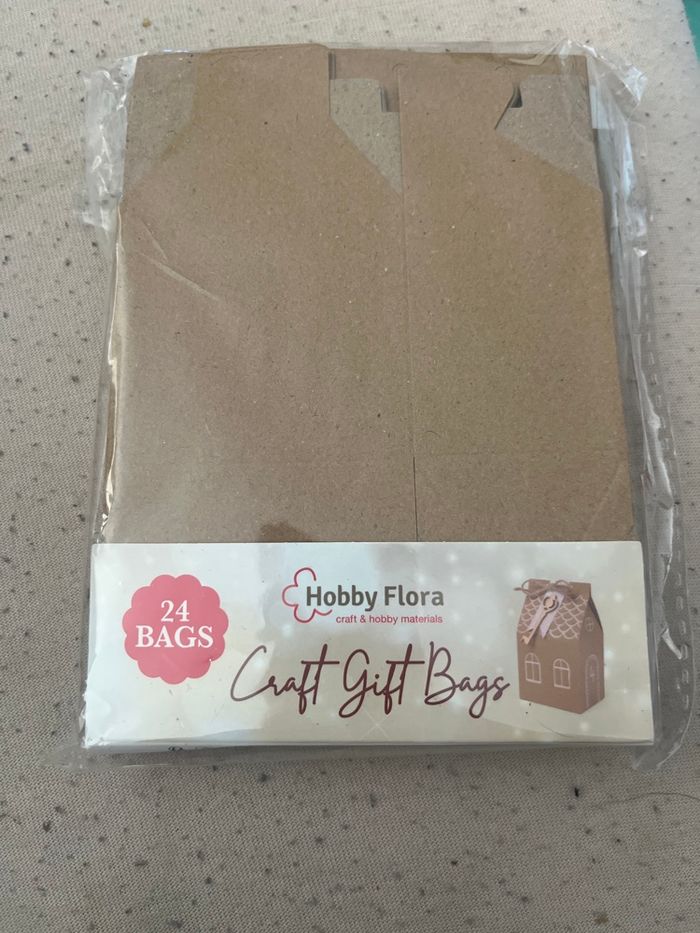 24
BAGS
Hobby Flora
craft & hobby materials
Craft Gift Bags